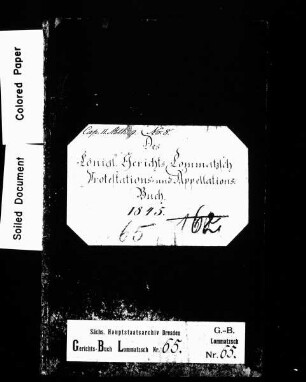 Colored Paper
Soiled Document
Cap. II. No. 8.
Des
Königl. Gerichts Lommatzsch
Protestations- und Appellations
Buch.
1845.
65 162
Sächs. Hauptstaatsarchiv Dresden
Gerichts-Buch Lommatzsch Nr. 65.
G.-B.
Lommatzsch
Nr. 65.